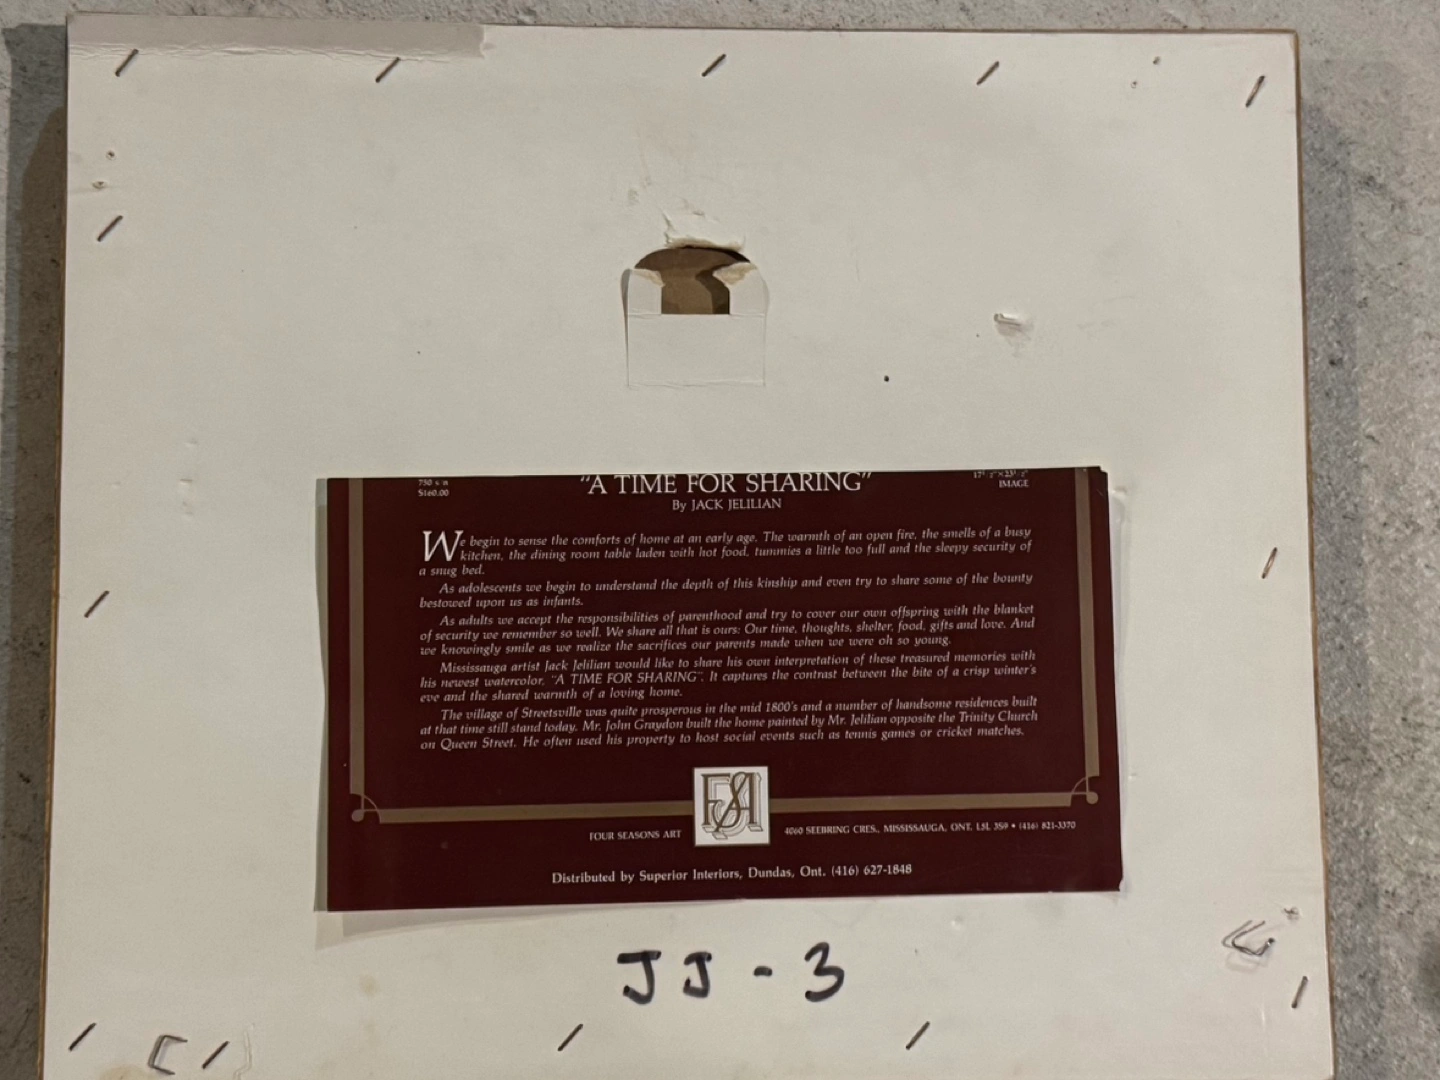 750 s/n
$160.00
"A TIME FOR SHARING"
IMAGE
By JACK JELILIAN
We begin to sense the comforts of home at an early age. The warmth of an open fire, the smells of a busy
kitchen, the dining room table laden with hot food, tummies a little too full and the sleepy security of
a snug bed.
As adolescents we begin to understand the depth of this kinship and even try to share some of the bounty
bestowed upon us as infants.
As adults we accept the responsibilities of parenthood and try to cover our own offspring with the blanket
of security we remember so well. We share all that is ours: Our time, thoughts, shelter, food, gifts and love. And
we knowingly smile as we realize the sacrifices our parents made when we were oh so young.
Mississauga artist Jack Jelilian would like to share his own interpretation of these treasured memories with
his newest watercolor, "A TIME FOR SHARING". It captures the contrast between the bite of a crisp winter's
eve and the shared warmth of a loving home.
The village of Streetsville was quite prosperous in the mid 1800's and a number of handsome residences built
at that time still stand today. Mr. John Graydon built the home painted by Mr. Jelilian opposite the Trinity Church
on Queen Street. He often used his property to host social events such as tennis games or cricket matches.
FSA
FOUR SEASONS ART
4060 SEEBRING CRES., MISSISSAUGA, ONT. L5L 3S9 • (416) 821-3370
Distributed by Superior Interiors, Dundas, Ont. (416) 627-1848
JJ - 3